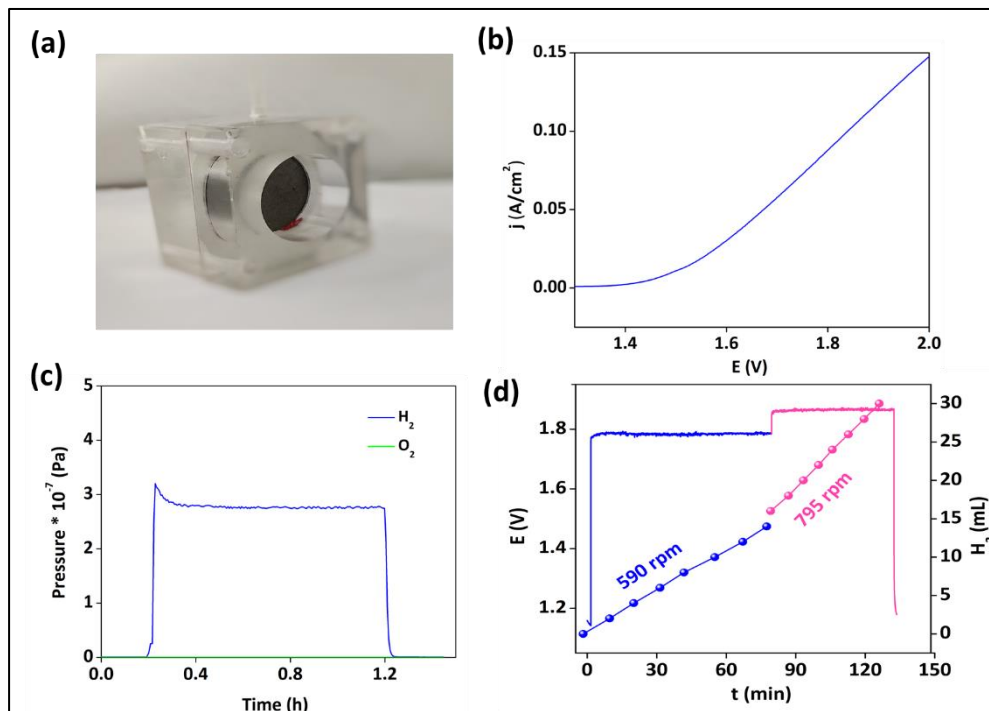 (a)
(b)
0.15
0.10
0.05
0.00
j (A/cm²)
1.4 1.6 1.8 2.0
E (V)
(c)
5
4
3
2
1
0
Pressure * 10⁻⁷ (Pa)
H₂
O₂
0.0 0.4 0.8 1.2
Time (h)
(d)
1.8
1.6
1.4
1.2
E (V)
590 rpm
795 rpm
30
25
20
15
10
5
0
H₂ (mL)
0 30 60 90 120 150
t (min)